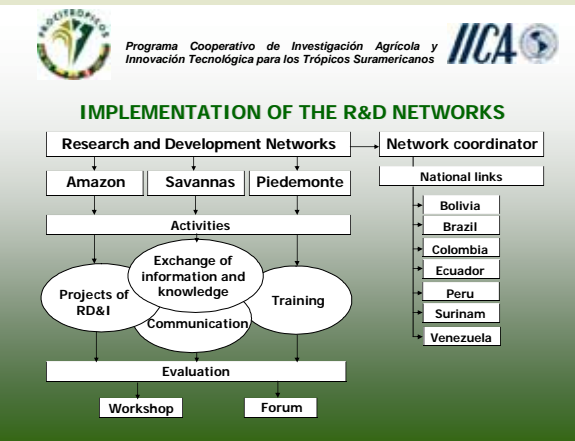 PROCITROPICOS
Programa Cooperativo de Investigación Agrícola y
Innovación Tecnológica para los Trópicos Suramericanos
IICA
IMPLEMENTATION OF THE R&D NETWORKS
Research and Development Networks
Network coordinator
Amazon
Savannas
Piedemonte
National links
Activities
Bolivia
Brazil
Colombia
Ecuador
Peru
Surinam
Venezuela
Exchange of
information and
knowledge
Projects of
RD&I
Training
Communication
Evaluation
Workshop
Forum